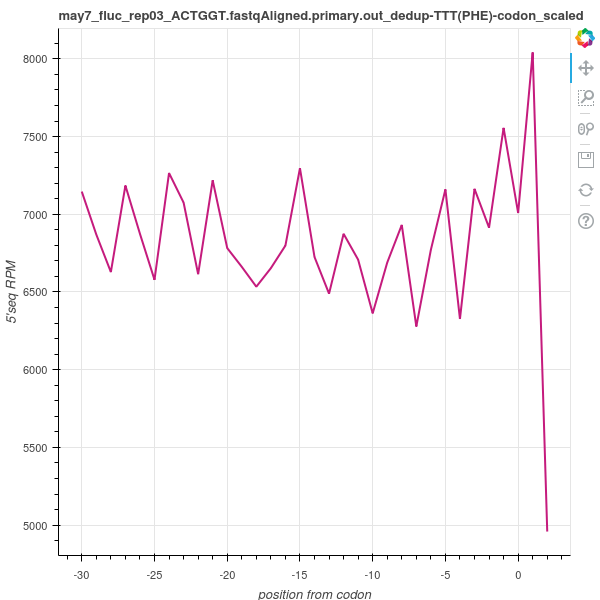 may7_fluc_rep03_ACTGGT.fastqAligned.primary.out_dedup-TTT(PHE)-codon_scaled
8000
7500
7000
6500
6000
5500
5000
5'seq RPM
-30 -25 -20 -15 -10 -5 0
position from codon